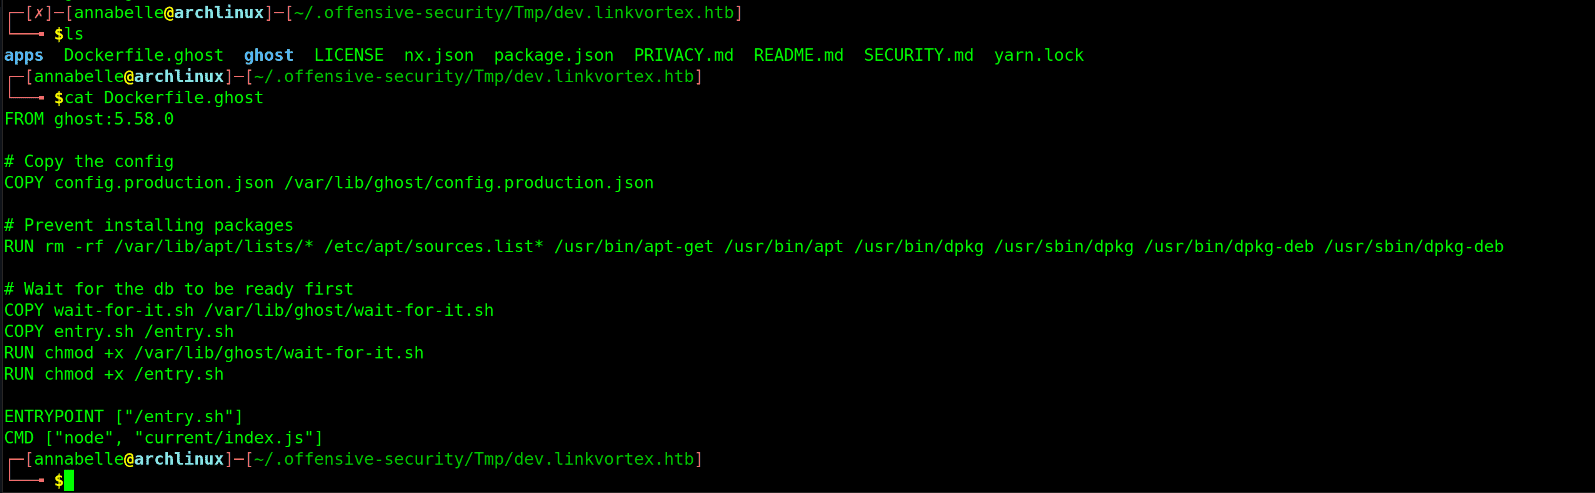 ┌─[✗]─[annabelle@archlinux]─[~/.offensive-security/Tmp/dev.linkvortex.htb]
└──╼ $ls
apps  Dockerfile.ghost  ghost  LICENSE  nx.json  package.json  PRIVACY.md  README.md  SECURITY.md  yarn.lock
┌─[annabelle@archlinux]─[~/.offensive-security/Tmp/dev.linkvortex.htb]
└──╼ $cat Dockerfile.ghost
FROM ghost:5.58.0

# Copy the config
COPY config.production.json /var/lib/ghost/config.production.json

# Prevent installing packages
RUN rm -rf /var/lib/apt/lists/* /etc/apt/sources.list* /usr/bin/apt-get /usr/bin/apt /usr/bin/dpkg /usr/sbin/dpkg /usr/bin/dpkg-deb /usr/sbin/dpkg-deb

# Wait for the db to be ready first
COPY wait-for-it.sh /var/lib/ghost/wait-for-it.sh
COPY entry.sh /entry.sh
RUN chmod +x /var/lib/ghost/wait-for-it.sh
RUN chmod +x /entry.sh

ENTRYPOINT ["/entry.sh"]
CMD ["node", "current/index.js"]
┌─[annabelle@archlinux]─[~/.offensive-security/Tmp/dev.linkvortex.htb]
└──╼ $